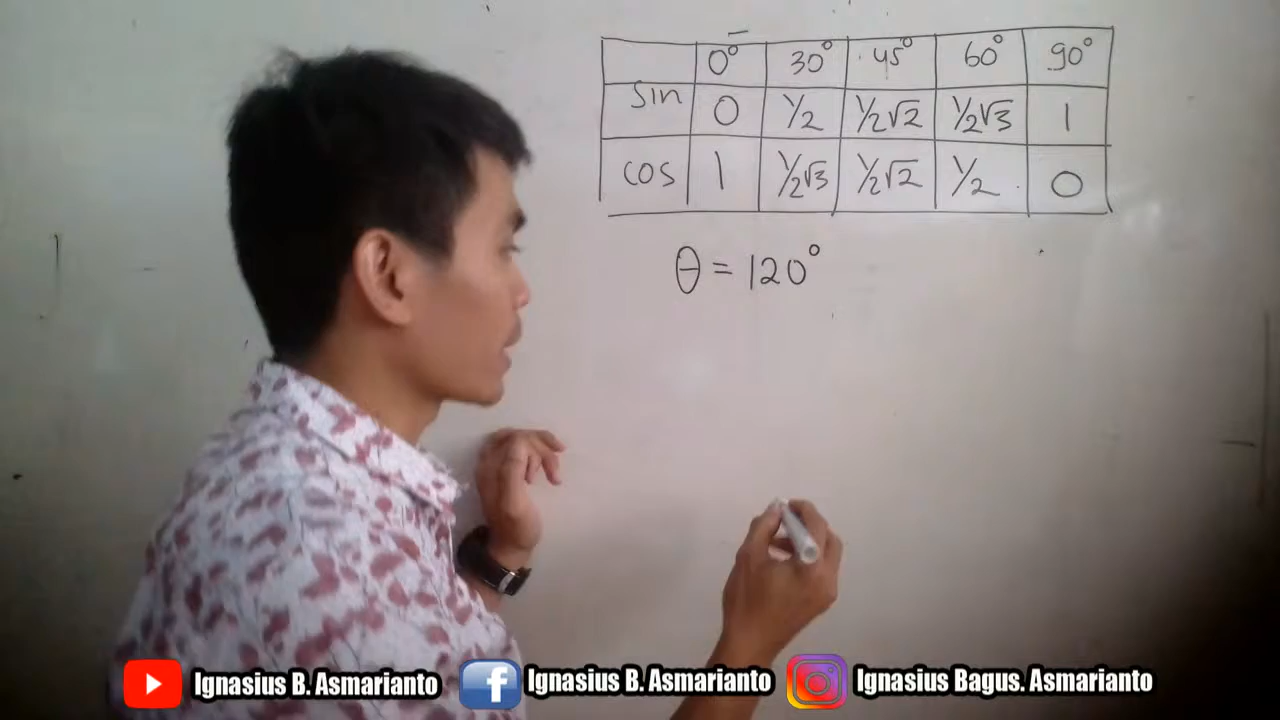 0° 30° 45° 60° 90°
sin 0 1/2 1/2√2 1/2√3 1
cos 1 1/2√3 1/2√2 1/2 0
θ = 120°
Ignasius B. Asmarianto Ignasius B. Asmarianto Ignasius Bagus. Asmarianto